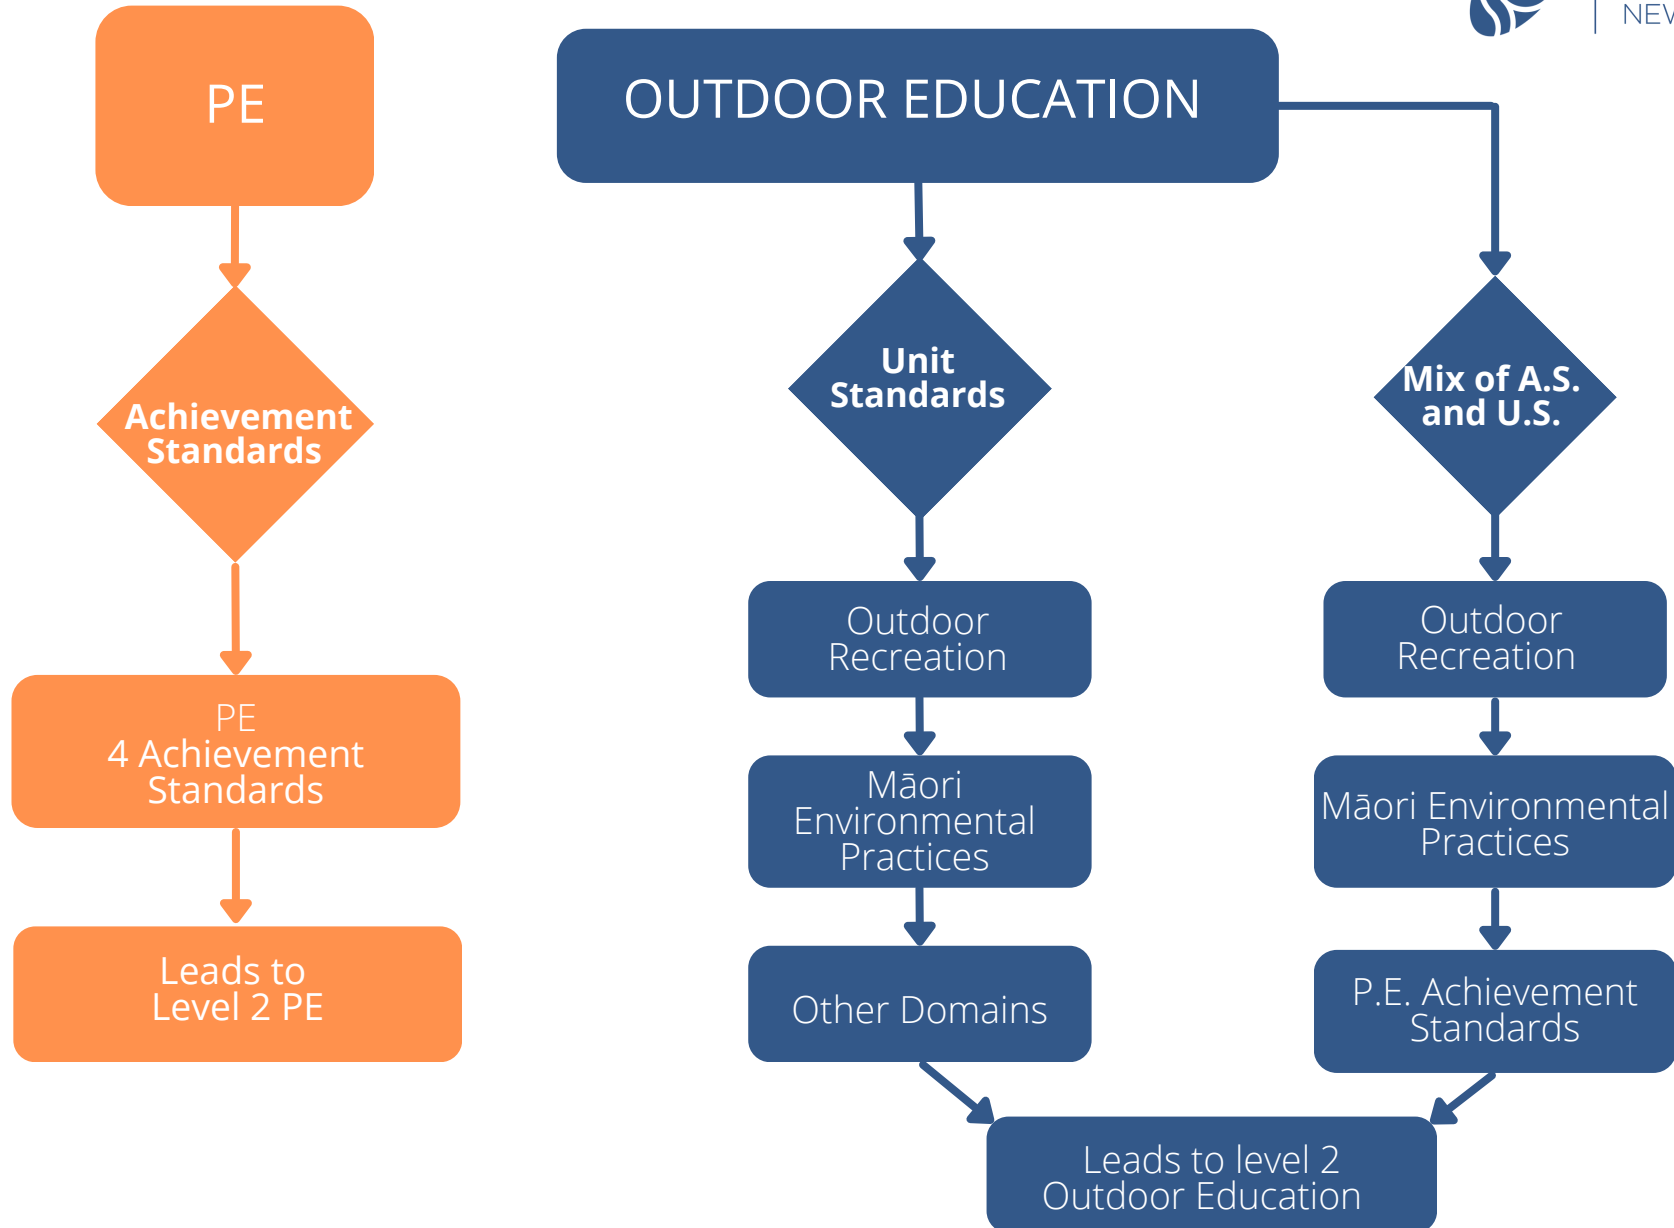 NEW
PE
OUTDOOR EDUCATION
Achievement
Standards
Unit
Standards
Mix of A.S.
and U.S.
PE
4 Achievement
Standards
Leads to
Level 2 PE
Outdoor
Recreation
Māori
Environmental
Practices
Other Domains
Outdoor
Recreation
Māori Environmental
Practices
P.E. Achievement
Standards
Leads to level 2
Outdoor Education